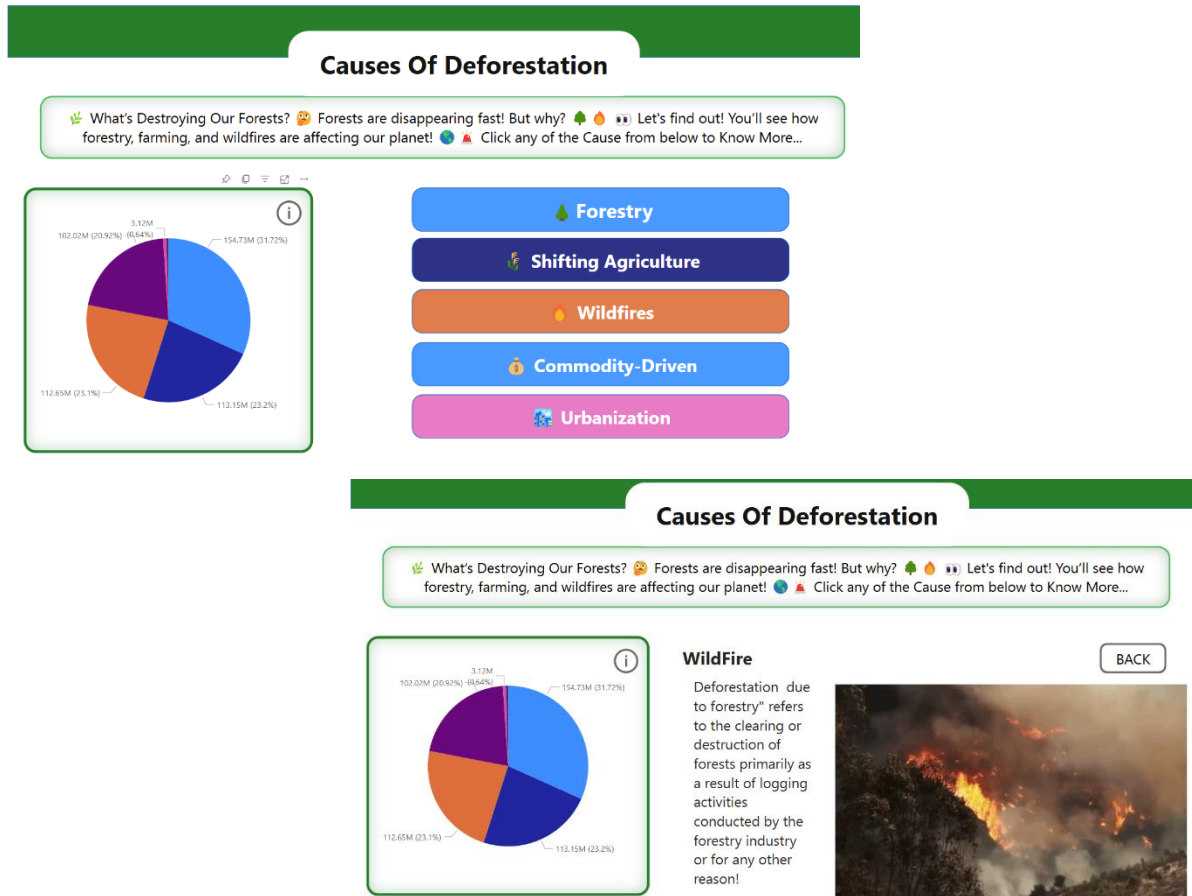 Causes Of Deforestation
🌿 What's Destroying Our Forests? 🤔 Forests are disappearing fast! But why? 🌳 🔥 👀 Let's find out! You'll see how
forestry, farming, and wildfires are affecting our planet! 🌎 🚨 Click any of the Cause from below to Know More...
3.12M
(0.64%)
102.02M (20.92%)
154.73M (31.72%)
112.65M (23.1%)
113.15M (23.2%)
🌲 Forestry
🌾 Shifting Agriculture
🔥 Wildfires
💰 Commodity-Driven
🏙️ Urbanization
Causes Of Deforestation
🌿 What's Destroying Our Forests? 🤔 Forests are disappearing fast! But why? 🌳 🔥 👀 Let's find out! You'll see how
forestry, farming, and wildfires are affecting our planet! 🌎 🚨 Click any of the Cause from below to Know More...
3.12M
(0.64%)
102.02M (20.92%)
154.73M (31.72%)
112.65M (23.1%)
113.15M (23.2%)
WildFire
BACK
Deforestation due
to forestry" refers
to the clearing or
destruction of
forests primarily as
a result of logging
activities
conducted by the
forestry industry
or for any other
reason!